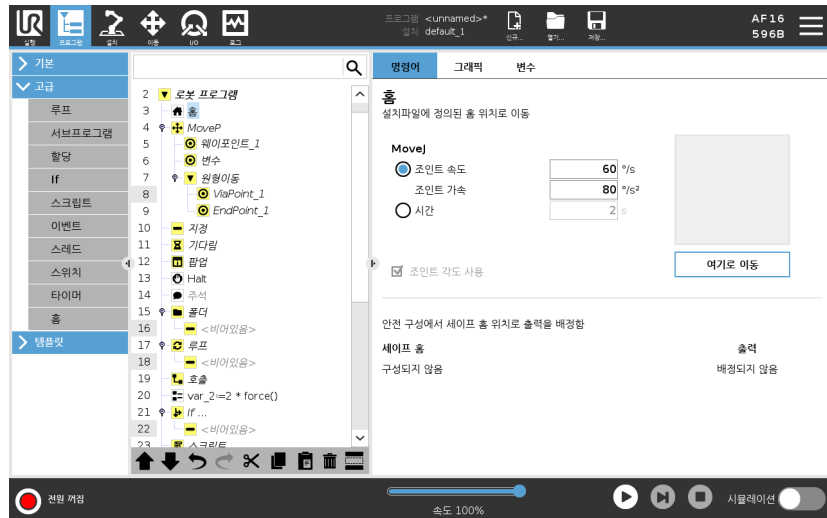 UR
실행
프로그램
설치
이동
I/O
로그
프로그램 <unnamed>*
설치 default_1
신규...
열기...
저장...
AF16
596B
기본
고급
루프
서브프로그램
할당
If
스크립트
이벤트
스레드
스위치
타이머
홈
템플릿
2 로봇 프로그램
3 홈
4 MoveP
5 웨이포인트_1
6 변수
7 원형이동
8 ViaPoint_1
9 EndPoint_1
10 지정
11 기다림
12 팝업
13 Halt
14 주석
15 폴더
16 <비어있음>
17 루프
18 <비어있음>
19 호출
20 var_2≔2 * force()
21 If ...
22 <비어있음>
23 스크립트
명령어 그래픽 변수
홈
설치파일에 정의된 홈 위치로 이동
MoveJ
조인트 속도 60 °/s
조인트 가속 80 °/s²
시간 2 s
조인트 각도 사용
여기로 이동
안전 구성에서 세이프 홈 위치로 출력을 배정함
세이프 홈 출력
구성되지 않음 배정되지 않음
전원 꺼짐
속도 100%
시뮬레이션